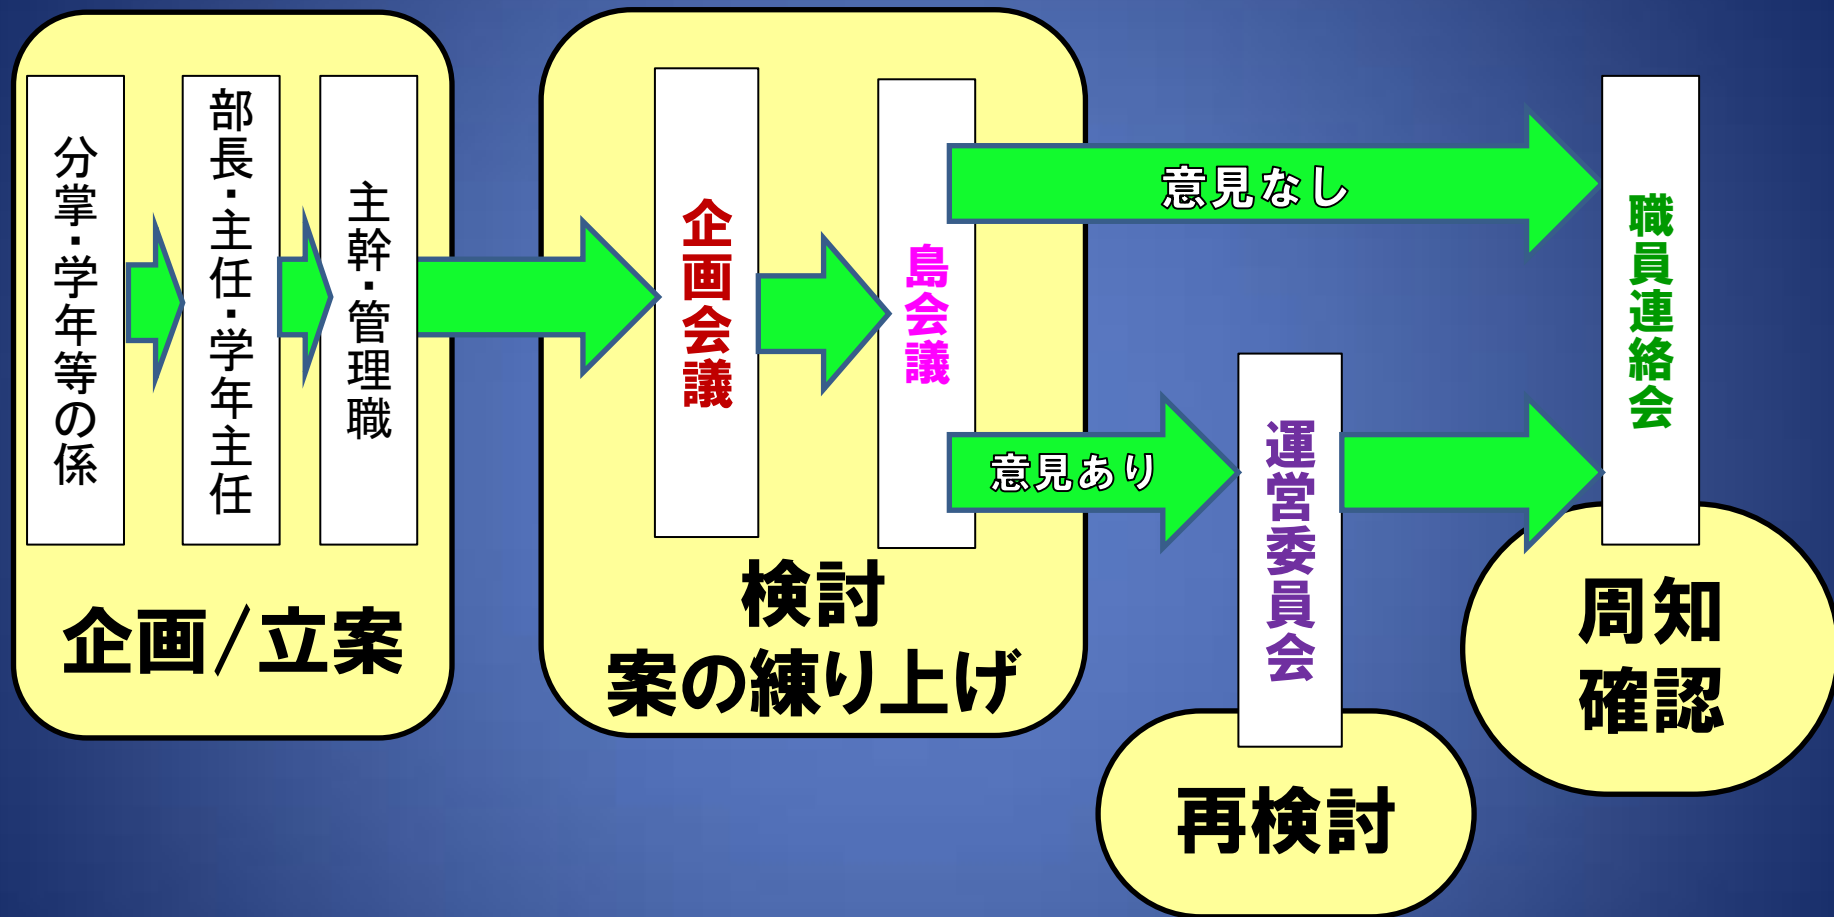 分掌・学年等の係
部長・主任・学年主任
主幹・管理職
企画/立案
企画会議
島会議
検討
案の練り上げ
意見なし
意見あり
運営委員会
再検討
職員連絡会
周知
確認